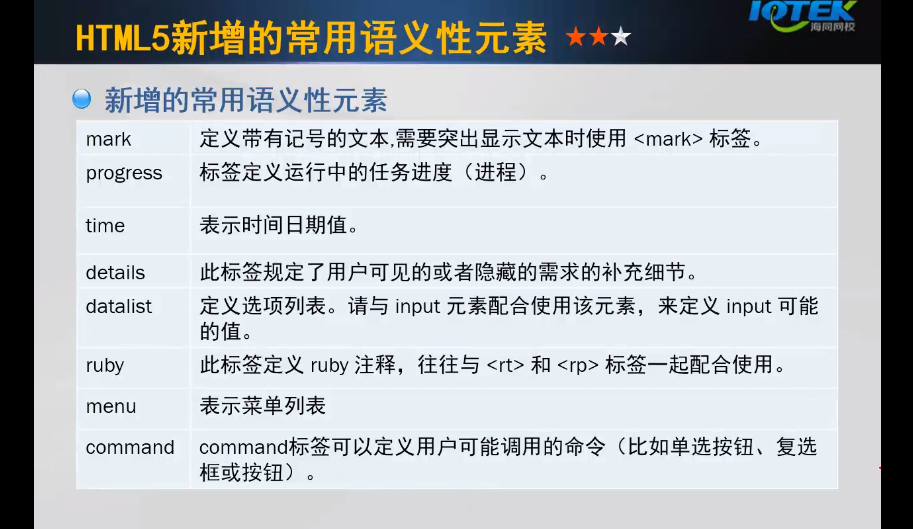 IOTEK
海同网校
HTML5新增的常用语义性元素
新增的常用语义性元素
mark 定义带有记号的文本,需要突出显示文本时使用 <mark> 标签。
progress 标签定义运行中的任务进度（进程）。
time 表示时间日期值。
details 此标签规定了用户可见的或者隐藏的需求的补充细节。
datalist 定义选项列表。请与 input 元素配合使用该元素，来定义 input 可能
的值。
ruby 此标签定义 ruby 注释，往往与 <rt> 和 <rp> 标签一起配合使用。
menu 表示菜单列表
command command标签可以定义用户可能调用的命令（比如单选按钮、复选
框或按钮）。